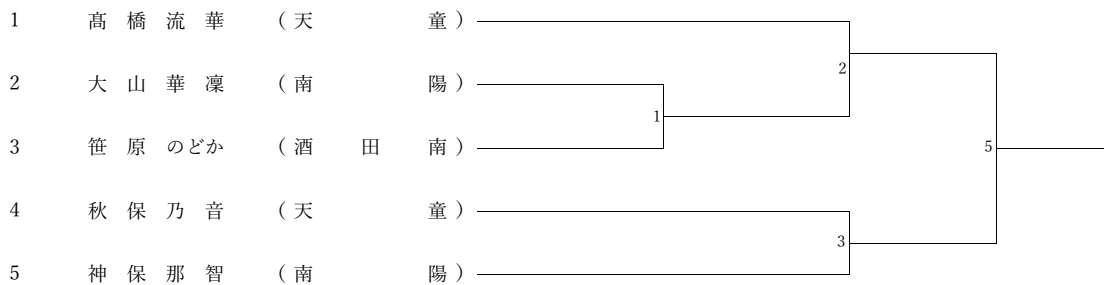 1 髙橋流華 (天童)
2 大山華凜 (南陽)
2
1
3 笹原のどか (酒田南)
5
4 秋保乃音 (天童)
3
5 神保那智 (南陽)